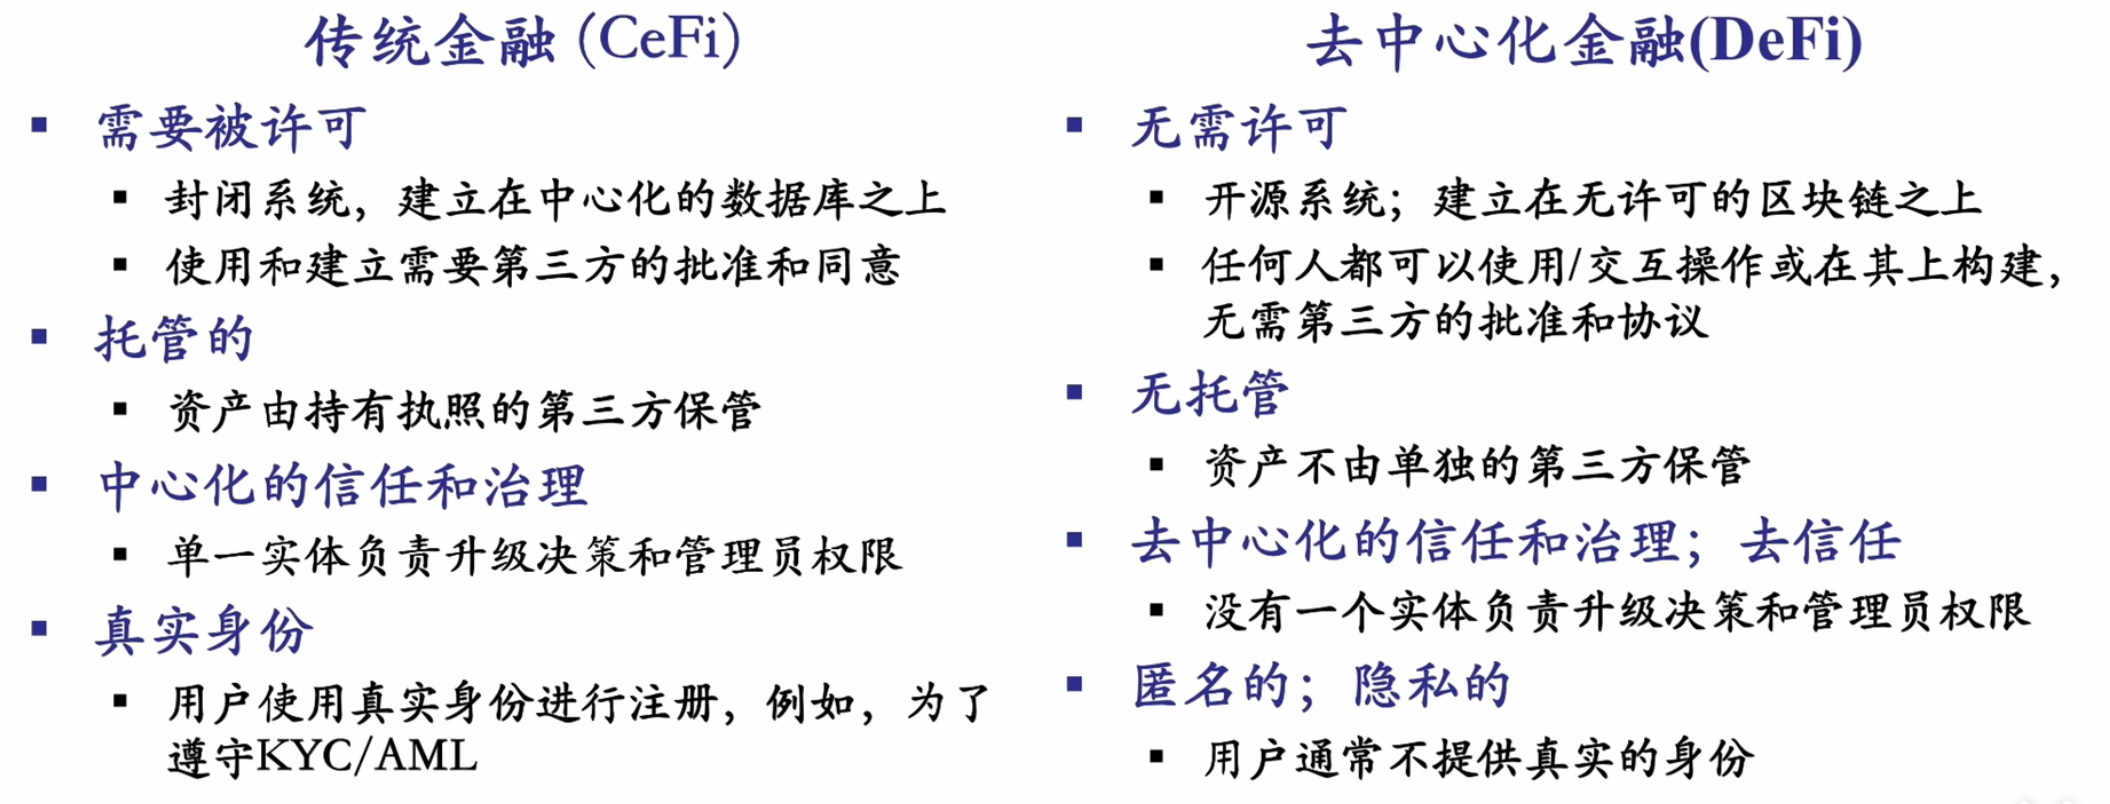 传统金融 (CeFi)
需要被许可
封闭系统，建立在中心化的数据库之上
使用和建立需要第三方的批准和同意
托管的
资产由持有执照的第三方保管
中心化的信任和治理
单一实体负责升级决策和管理员权限
真实身份
用户使用真实身份进行注册，例如，为了
遵守KYC/AML
去中心化金融(DeFi)
无需许可
开源系统；建立在无许可的区块链之上
任何人都可以使用/交互操作或在其上构建，
无需第三方的批准和协议
无托管
资产不由单独的第三方保管
去中心化的信任和治理；去信任
没有一个实体负责升级决策和管理员权限
匿名的；隐私的
用户通常不提供真实的身份